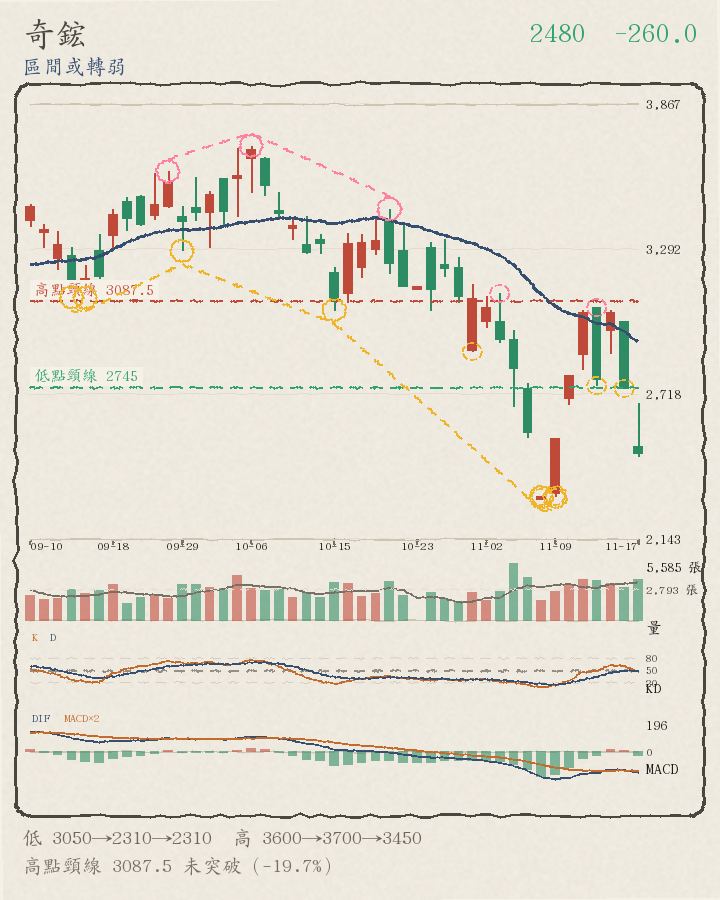 奇鋐
2480 -260.0
區間或轉弱
3,867
3,292
高點頸線 3087.5
低點頸線 2745
2,718
2,143
09-10 09-18 09-29 10-06 10-15 10-23 11-02 11-09 11-17
5,585 張
2,793 張
量
K D
80
50
20
KD
DIF MACD×2
196
0
MACD
低 3050→2310→2310 高 3600→3700→3450
高點頸線 3087.5 未突破 (-19.7%)